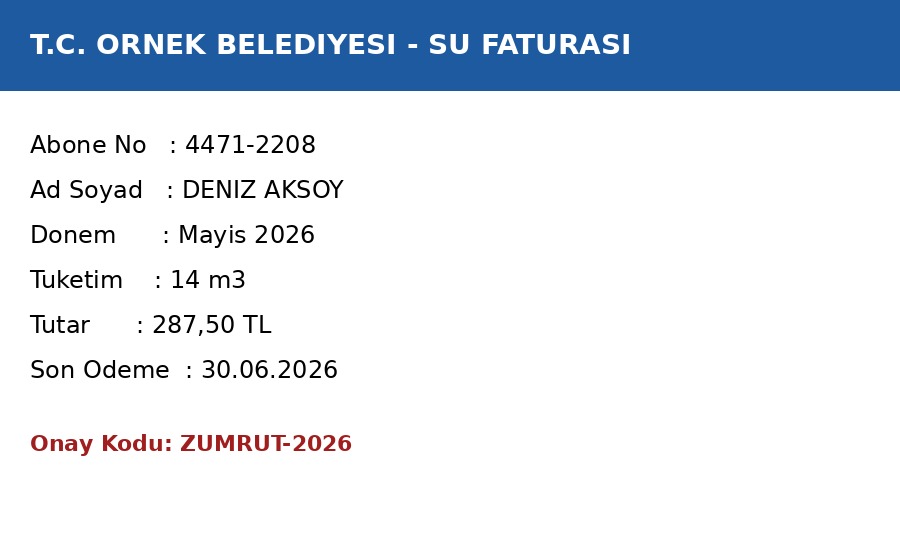 T.C. ORNEK BELEDIYESI - SU FATURASI
Abone No : 4471-2208
Ad Soyad : DENIZ AKSOY
Donem : Mayis 2026
Tuketim : 14 m3
Tutar : 287,50 TL
Son Odeme : 30.06.2026
Onay Kodu: ZUMRUT-2026